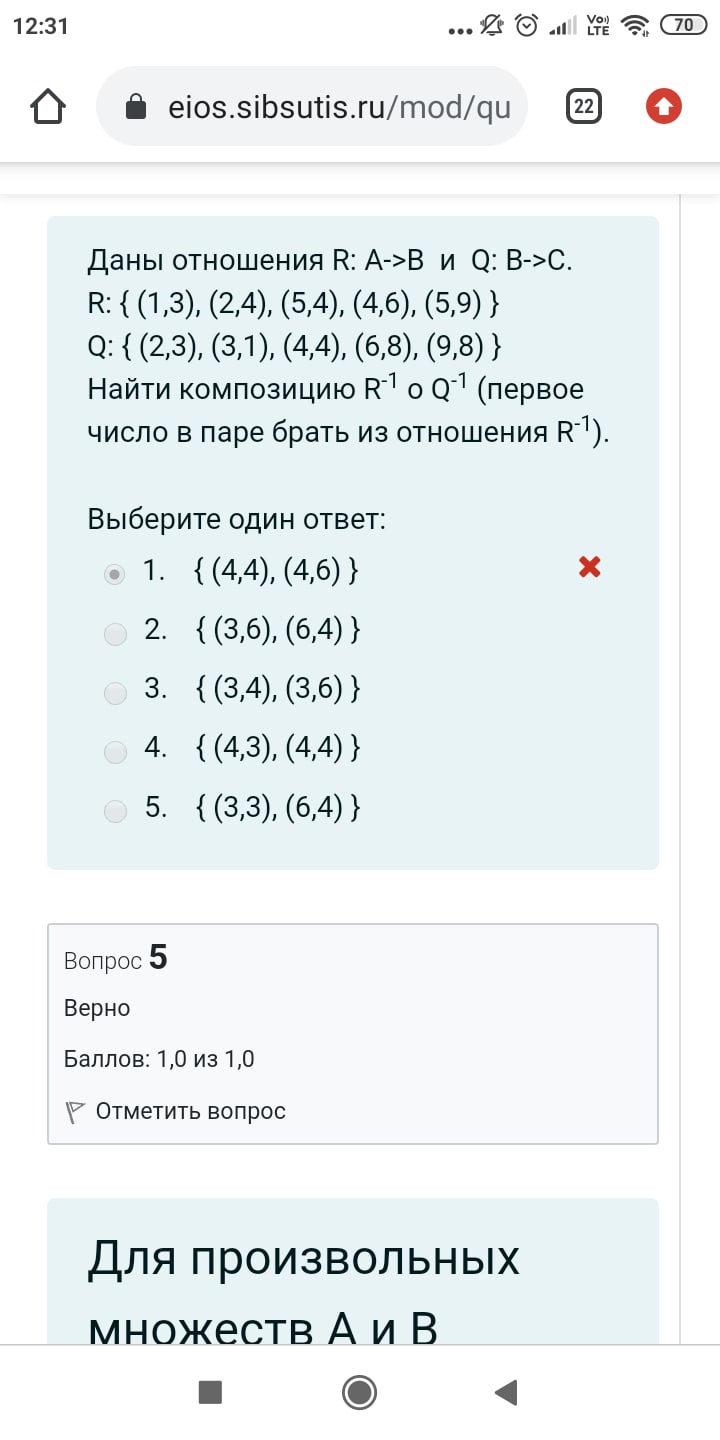 12:31
Vo))
LTE
70
eios.sibsutis.ru/mod/qu
22
Даны отношения R: A->B и Q: B->C.
R: { (1,3), (2,4), (5,4), (4,6), (5,9) }
Q: { (2,3), (3,1), (4,4), (6,8), (9,8) }
Найти композицию R⁻¹ o Q⁻¹ (первое
число в паре брать из отношения R⁻¹).
Выберите один ответ:
1. { (4,4), (4,6) }
2. { (3,6), (6,4) }
3. { (3,4), (3,6) }
4. { (4,3), (4,4) }
5. { (3,3), (6,4) }
Вопрос 5
Верно
Баллов: 1,0 из 1,0
Отметить вопрос
Для произвольных
множеств А и В